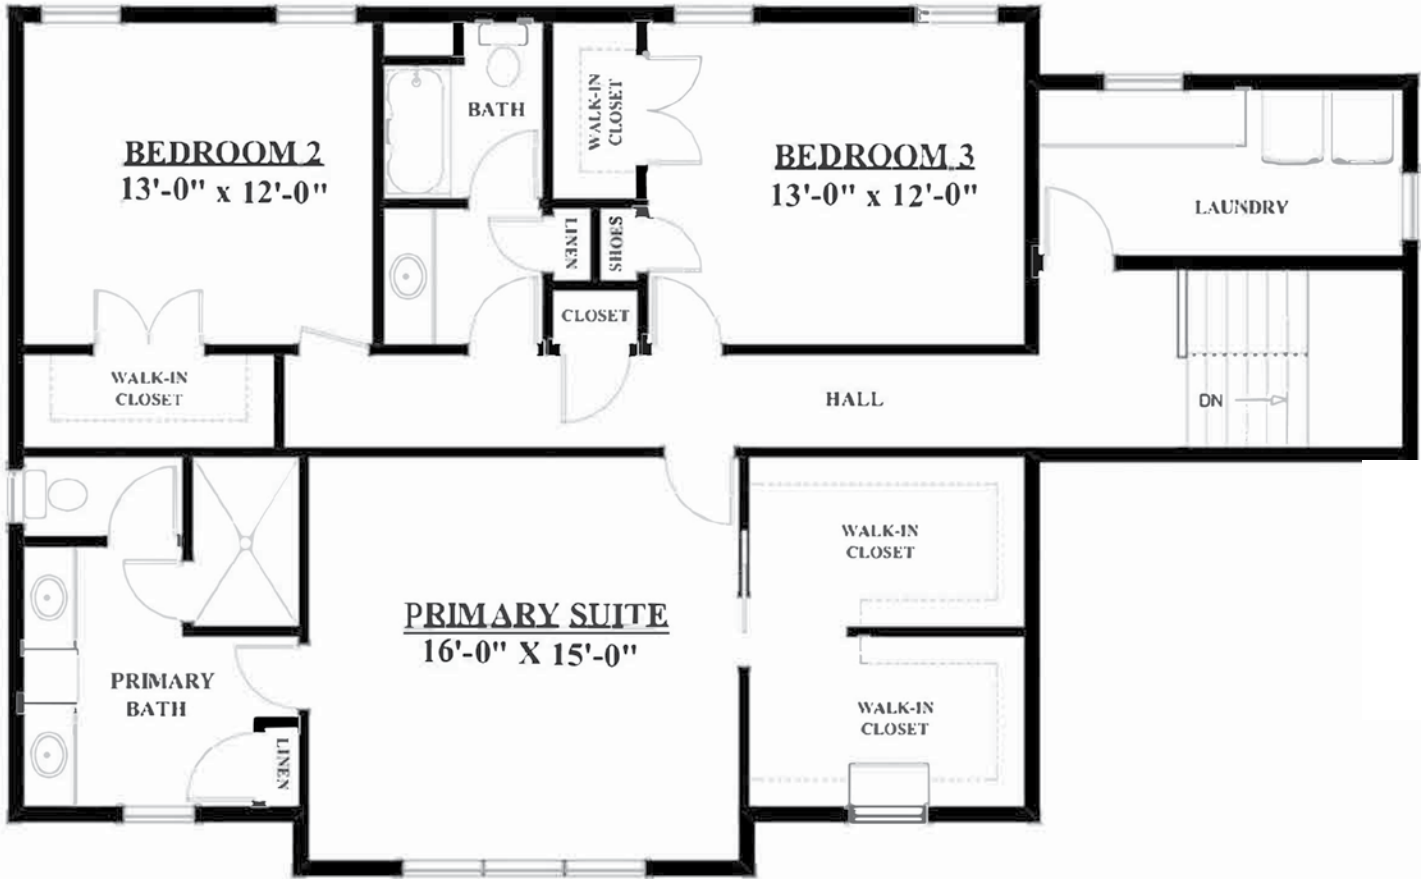 BATH
WALK-IN
CLOSET
BEDROOM 2
13'-0" x 12'-0"
BEDROOM 3
13'-0" x 12'-0"
LAUNDRY
LINEN
SHOES
CLOSET
WALK-IN
CLOSET
HALL
DN
WALK-IN
CLOSET
PRIMARY SUITE
16'-0" X 15'-0"
PRIMARY
BATH
WALK-IN
CLOSET
LINEN